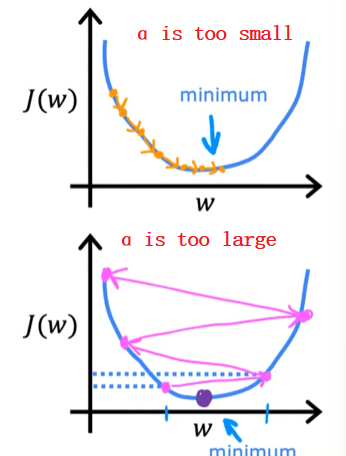 α is too small
J(w)
minimum
w
α is too large
J(w)
w
minimum